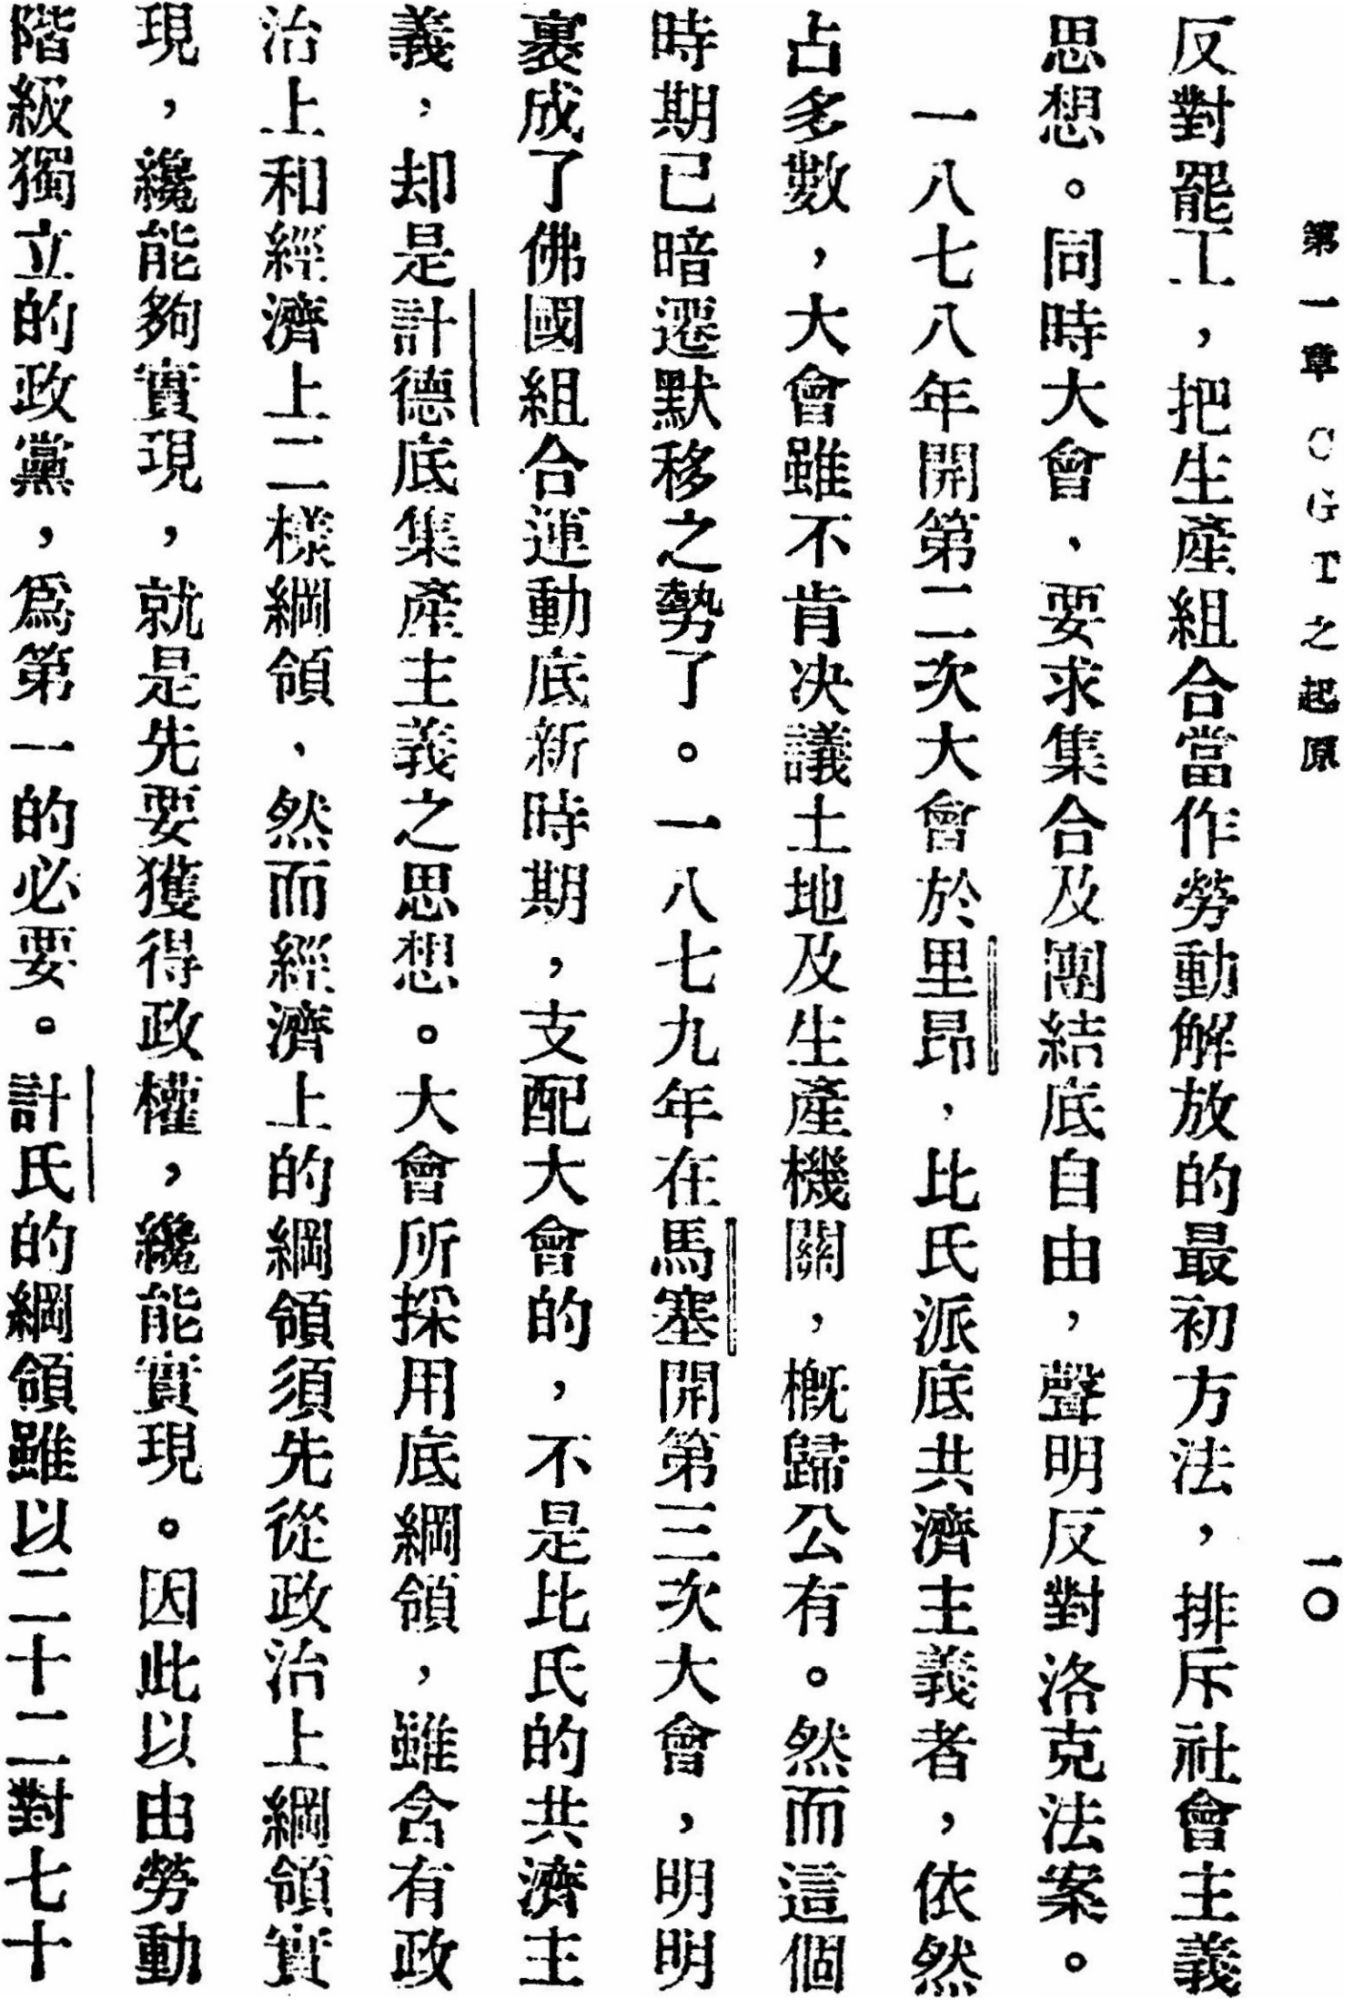 第一章 CGT之起原 一〇
反對罷工，把生產組合當作勞動解放的最初方法，排斥社會主義
思想。同時大會、要求集合及團結底自由，聲明反對洛克法案。
一八七八年開第二次大會於里昂，比氏派底共濟主義者，依然
占多數，大會雖不肯決議土地及生產機關，概歸公有。然而這個
時期已暗遷默移之勢了。一八七九年在馬塞開第三次大會，明明
裏成了佛國組合運動底新時期，支配大會的，不是比氏的共濟主
義，却是計德底集產主義之思想。大會所採用底綱領，雖含有政
治上和經濟上二樣綱領、然而經濟上的綱領須先從政治上綱領實
現，纔能夠實現，就是先要獲得政權，纔能實現。因此以由勞動
階級獨立的政黨，爲第一的必要。計氏的綱領雖以二十二對七十